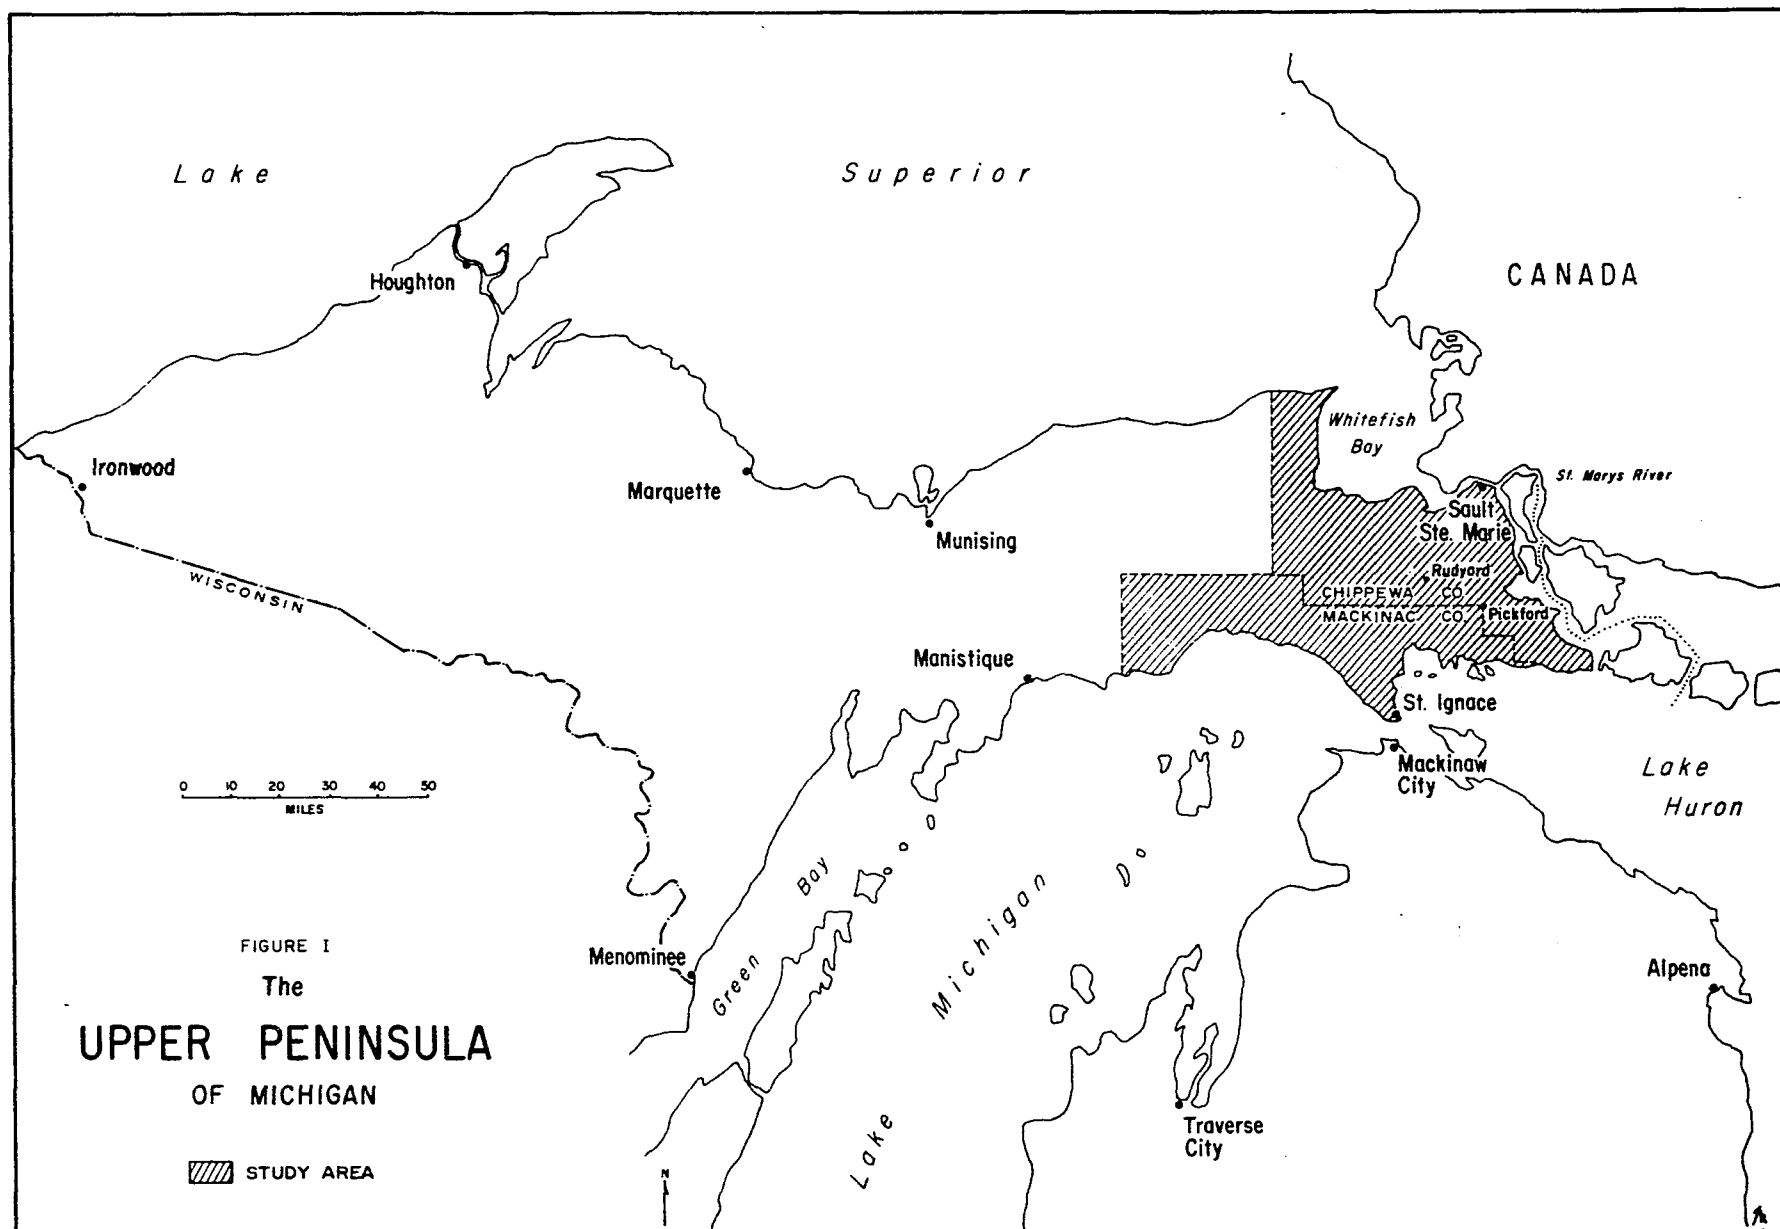 Lake Superior
CANADA
Houghton
Whitefish
Bay
Ironwood
Marquette
St. Marys River
Sault
Ste. Marie
Munising
WISCONSIN
Rudyard
CHIPPEWA CO.
MACKINAC CO.
Pickford
Manistique
St. Ignace
Mackinaw
City
Lake
Huron
0 10 20 30 40 50
MILES
Green Bay
Lake Michigan
Menominee
Alpena
Traverse
City
FIGURE I
The
UPPER PENINSULA
OF MICHIGAN
STUDY AREA
N